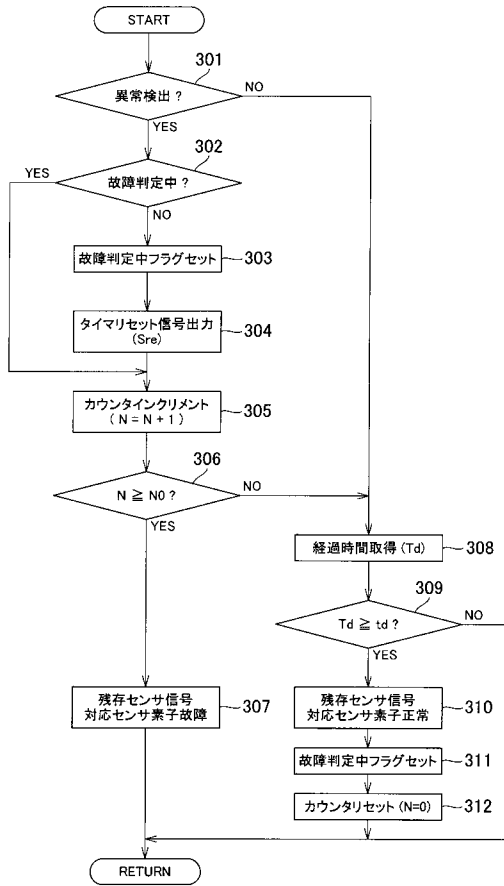 START
301
異常検出 ?
NO
YES
302
YES
故障判定中 ?
NO
故障判定中フラグセット
303
タイマリセット信号出力
(Sre)
304
カウンタインクリメント
( N = N + 1 )
305
306
N ≧ N0 ?
NO
YES
経過時間取得 (Td)
308
309
Td ≧ td ?
NO
YES
残存センサ信号
対応センサ素子故障
307
残存センサ信号
対応センサ素子正常
310
故障判定中フラグセット
311
カウンタリセット (N=0)
312
RETURN